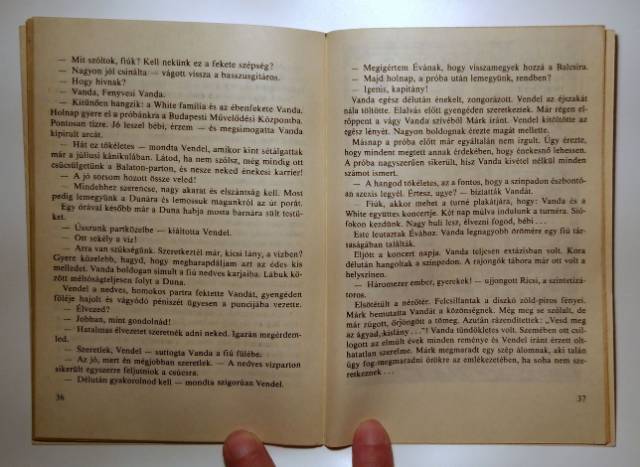 — Mit szóltok, fiúk? Kell nekünk ez a fekete szépség?
— Nagyon jól csinálta — vágott vissza a basszusgitáros.
— Hogy hívnak?
— Vanda, Fenyvesi Vanda.
— Kitűnően hangzik: a White família és az ébenfekete Vanda.
Holnap gyere el a próbánkra a Budapesti Művelődési Központba.
Pontosan tízre. Jó leszel bébi, érzem — és megsimogatta Vanda
kipirult arcát.
— Hát ez tökéletes — mondta Vendel, amikor kint sétálgattak
már a júliusi kánikulában. Látod, ha nem szólsz, még mindig ott
csücsülgetünk a Balaton-parton, és nesze neked énekesi karrier!
— A jó sorsom hozott össze veled!
— Mindehhez szerencse, nagy akarat és elszántság kell. Most
pedig lemegyünk a Dunára és lemossuk magunkról az út porát.
Egy órával később már a Duna habja mosta barnára sült testü-
ket.
— Ússzunk partközelbe — kiáltotta Vendel.
— Ott sekély a víz!
— Arra van szükségünk. Szeretkeztél már, kicsi lány, a vízben?
Gyere közelebb, hagyd, hogy megharapdáljam azt az édes kis
melledet. Vanda boldogan simult a fiú nedves karjaiba. Lábuk kö-
zött méltóságteljesen folyt a Duna.
Vendel a nedves, homokos partra fektette Vandát, gyengéden
föléje hajolt és vágyódó péniszét ügyesen a puncijába vezette.
— Élvezed?
— Jobban, mint gondolnád!
— Hatalmas élvezetet szeretnék adni neked. Igazán megérdem-
led.
— Szeretlek, Vendel — suttogta Vanda a fiú fülébe.
— Az jó, mert én mégjobban szeretlek. — A nedves vízparton
sikerült egyszerre feljutniok a csúcsra.
— Délután gyakorolnod kell — mondta szigorúan Vendel.
36
— Megígértem Évának, hogy visszamegyek hozzá a Balcsira.
— Majd holnap, a próba után lemegyünk, rendben?
— Igenis, kapitány!
Vanda egész délután énekelt, zongorázott. Vendel az éjszakát
nála töltötte. Elalvás előtt gyengéden szeretkeztek. Már régen el-
röppent a vágy Vanda szívéből Márk iránt. Vendel kitöltötte az
egész lényét. Nagyon boldognak érezte magát mellette.
Másnap a próba előtt már egyáltalán nem izgult. Úgy érezte,
hogy mindent megtett annak érdekében, hogy énekesnő lehessen.
A próba nagyszerűen sikerült, hisz Vanda kivétel nélkül minden
számot ismert.
— A hangod tökéletes, az a fontos, hogy a színpadon észbontó-
an szexis legyél. Értesz, ugye? — bíztatták Vandát.
— Fiúk, akkor mehet a turné plakátjára, hogy: Vanda és a
White együttes koncertje. Két nap múlva indulunk a turnéra. Sió-
fokon kezdünk. Nagy buli lesz, élvezni fogod, bébi . . .
Este leutaztak Évához. Vanda legnagyobb örömére egy fiú tár-
saságában találták.
Eljött a koncert napja. Vanda teljesen extázisban volt. Kora
délután hangoltak a színpadon. A rajongók tábora már ott volt a
helyszínen.
— Háromezer ember, gyerekek! — ujjongott Ricsi, a szintetizá-
toros.
Elsötétült a nézőtér. Felcsillantak a diszkó zöld-piros fényei.
Márk bemutatta Vandát a közönségnek. Még meg se szólalt, de
már zúgott, őrjöngött a tömeg. Azután rázendítettek: „Vend meg
az ágyad, kislány . . ."! Vanda tündökletes volt. Szemében ott csil-
logott az elmúlt évek minden reménye és Vendel iránt érzett olt-
hatatlan szerelme. Márk megmaradt egy szép álomnak, aki talán
úgy fog megmaradni örökre az emlékezetében, ha soha nem sze-
retkeznek . . .
37